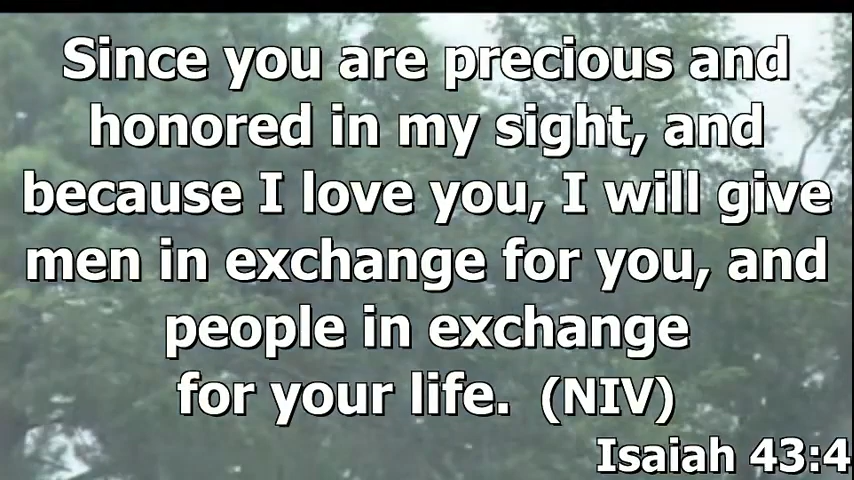 Since you are precious and
honored in my sight, and
because I love you, I will give
men in exchange for you, and
people in exchange
for your life. (NIV)
Isaiah 43:4